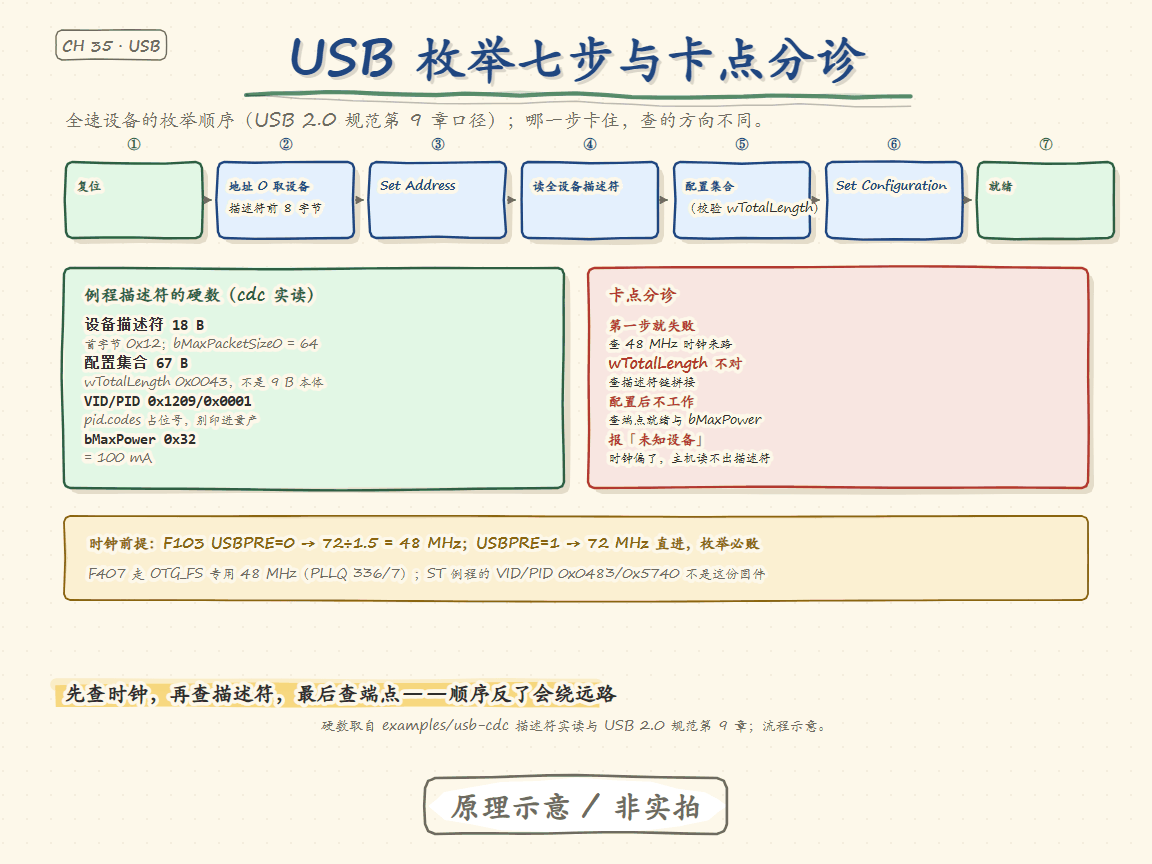 CH 35 · USB
USB 枚举七步与卡点分诊
全速设备的枚举顺序（USB 2.0 规范第 9 章口径）；哪一步卡住，查的方向不同。
① ② ③ ④ ⑤ ⑥ ⑦
复位
地址 0 取设备
描述符前 8 字节
Set Address
读全设备描述符
配置集合
（校验 wTotalLength）
Set Configuration
就绪
例程描述符的硬数（cdc 实读）
设备描述符 18 B
首字节 0x12；bMaxPacketSize0 = 64
配置集合 67 B
wTotalLength 0x0043，不是 9 B 本体
VID/PID 0x1209/0x0001
pid.codes 占位号，别印进量产
bMaxPower 0x32
= 100 mA
卡点分诊
第一步就失败
查 48 MHz 时钟来路
wTotalLength 不对
查描述符链拼接
配置后不工作
查端点就绪与 bMaxPower
报「未知设备」
时钟偏了，主机读不出描述符
时钟前提：F103 USBPRE=0 → 72÷1.5 = 48 MHz；USBPRE=1 → 72 MHz 直进，枚举必败
F407 走 OTG_FS 专用 48 MHz（PLLQ 336/7）；ST 例程的 VID/PID 0x0483/0x5740 不是这份固件
先查时钟，再查描述符，最后查端点——顺序反了会绕远路
硬数取自 examples/usb-cdc 描述符实读与 USB 2.0 规范第 9 章；流程示意。
原理示意 / 非实拍